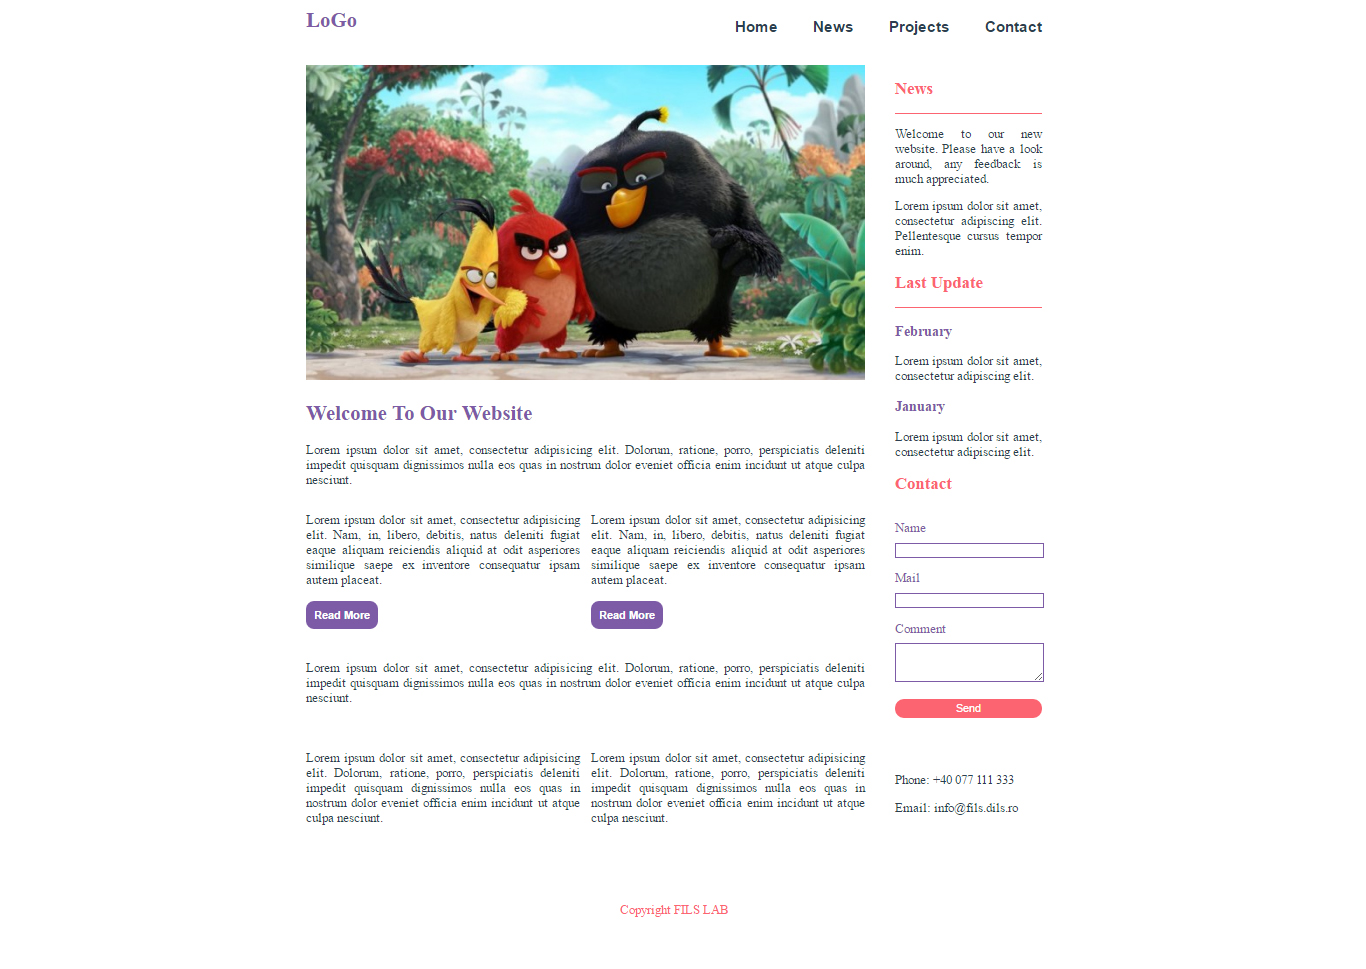 LoGo
Home News Projects Contact
Welcome To Our Website
Lorem ipsum dolor sit amet, consectetur adipisicing elit. Dolorum, ratione, porro, perspiciatis deleniti
impedit quisquam dignissimos nulla eos quas in nostrum dolor eveniet officia enim incidunt ut atque culpa
nesciunt.
Lorem ipsum dolor sit amet, consectetur adipisicing
elit. Nam, in, libero, debitis, natus deleniti fugiat
eaque aliquam reiciendis aliquid at odit asperiores
similique saepe ex inventore consequatur ipsam
autem placeat.
Read More
Lorem ipsum dolor sit amet, consectetur adipisicing
elit. Nam, in, libero, debitis, natus deleniti fugiat
eaque aliquam reiciendis aliquid at odit asperiores
similique saepe ex inventore consequatur ipsam
autem placeat.
Read More
Lorem ipsum dolor sit amet, consectetur adipisicing elit. Dolorum, ratione, porro, perspiciatis deleniti
impedit quisquam dignissimos nulla eos quas in nostrum dolor eveniet officia enim incidunt ut atque culpa
nesciunt.
Lorem ipsum dolor sit amet, consectetur adipisicing
elit. Dolorum, ratione, porro, perspiciatis deleniti
impedit quisquam dignissimos nulla eos quas in
nostrum dolor eveniet officia enim incidunt ut atque
culpa nesciunt.
Lorem ipsum dolor sit amet, consectetur adipisicing
elit. Dolorum, ratione, porro, perspiciatis deleniti
impedit quisquam dignissimos nulla eos quas in
nostrum dolor eveniet officia enim incidunt ut atque
culpa nesciunt.
News
Welcome to our new
website. Please have a look
around, any feedback is
much appreciated.
Lorem ipsum dolor sit amet,
consectetur adipiscing elit.
Pellentesque cursus tempor
enim.
Last Update
February
Lorem ipsum dolor sit amet,
consectetur adipiscing elit.
January
Lorem ipsum dolor sit amet,
consectetur adipiscing elit.
Contact
Name
Mail
Comment
Send
Phone: +40 077 111 333
Email: info@fils.dils.ro
Copyright FILS LAB